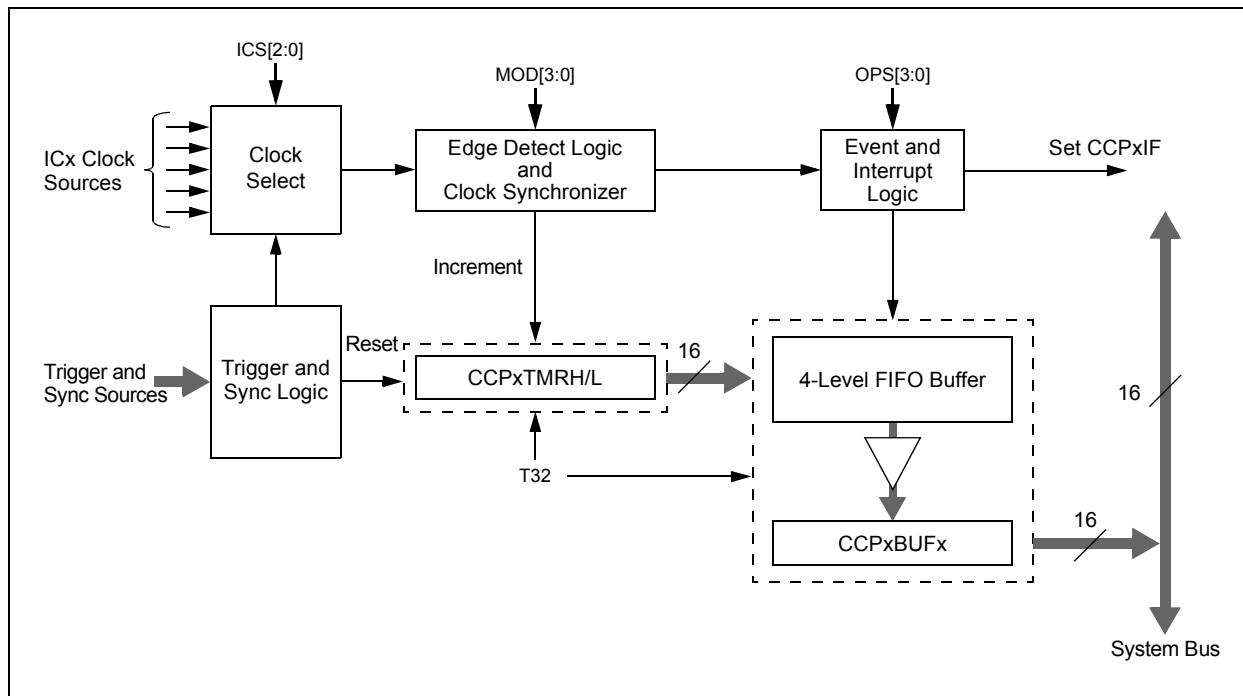 ICS[2:0]
MOD[3:0]
OPS[3:0]
ICx Clock
Sources
Clock
Select
Edge Detect Logic
and
Clock Synchronizer
Event and
Interrupt
Logic
Set CCPxIF
Increment
Trigger and
Sync Sources
Trigger and
Sync Logic
Reset
CCPxTMRH/L
16
4-Level FIFO Buffer
16
T32
CCPxBUFx
16
System Bus